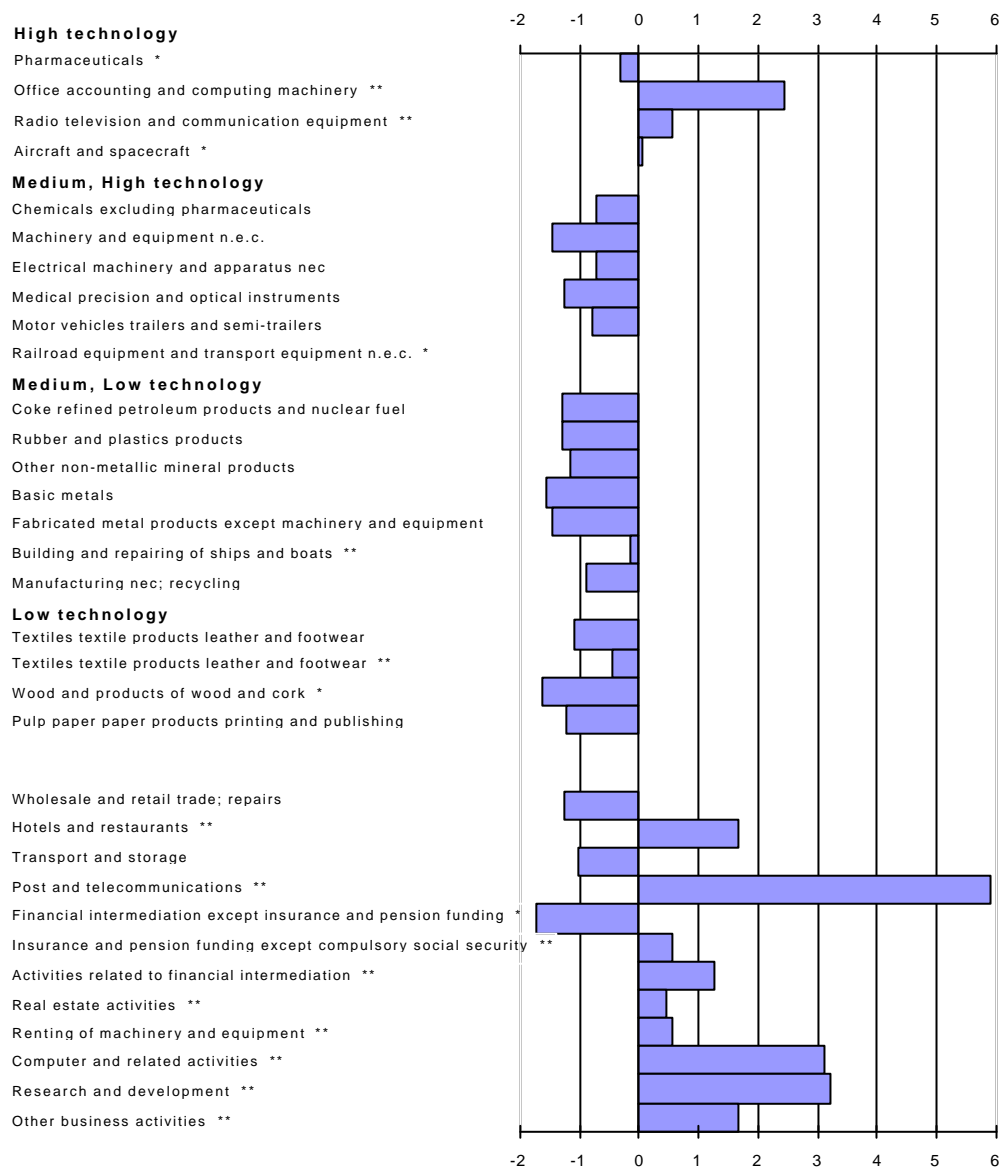 -2 -1 0 1 2 3 4 5 6
High technology
Pharmaceuticals *
Office accounting and computing machinery **
Radio television and communication equipment **
Aircraft and spacecraft *
Medium, High technology
Chemicals excluding pharmaceuticals
Machinery and equipment n.e.c.
Electrical machinery and apparatus nec
Medical precision and optical instruments
Motor vehicles trailers and semi-trailers
Railroad equipment and transport equipment n.e.c. *
Medium, Low technology
Coke refined petroleum products and nuclear fuel
Rubber and plastics products
Other non-metallic mineral products
Basic metals
Fabricated metal products except machinery and equipment
Building and repairing of ships and boats **
Manufacturing nec; recycling
Low technology
Textiles textile products leather and footwear
Textiles textile products leather and footwear **
Wood and products of wood and cork *
Pulp paper paper products printing and publishing
Wholesale and retail trade; repairs
Hotels and restaurants **
Transport and storage
Post and telecommunications **
Financial intermediation except insurance and pension funding *
Insurance and pension funding except compulsory social security **
Activities related to financial intermediation **
Real estate activities **
Renting of machinery and equipment **
Computer and related activities **
Research and development **
Other business activities **
-2 -1 0 1 2 3 4 5 6